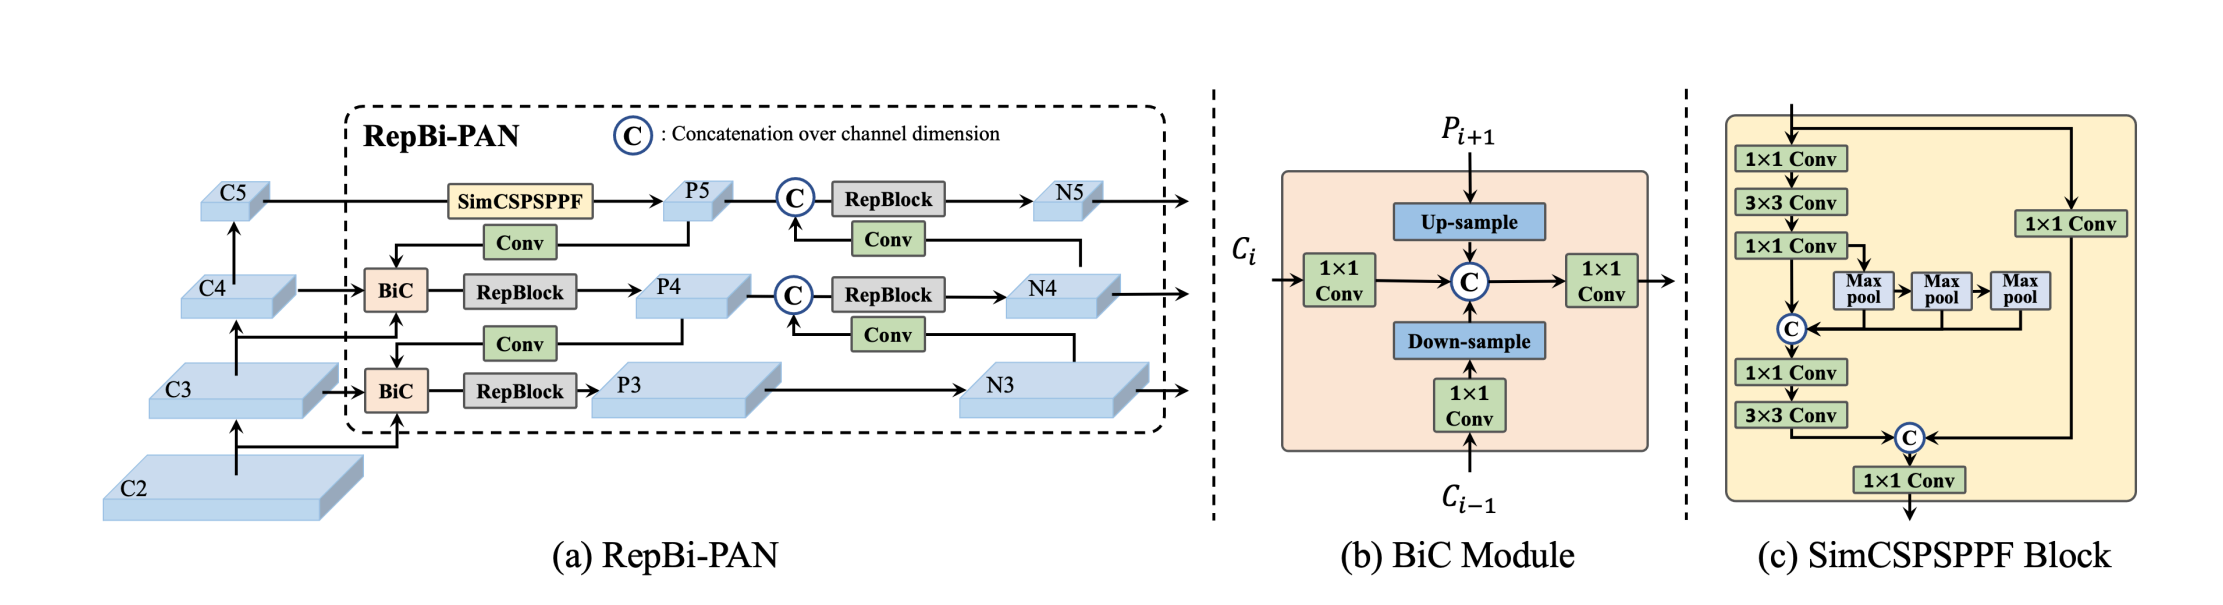 RepBi-PAN
C : Concatenation over channel dimension
C5
SimCSPSPPF
P5
C
RepBlock
N5
Conv
Conv
C4
BiC
RepBlock
P4
C
RepBlock
N4
Conv
Conv
C3
BiC
RepBlock
P3
N3
C2
(a) RepBi-PAN
P_{i+1}
Up-sample
C_i
1×1
Conv
C
1×1
Conv
Down-sample
1×1
Conv
C_{i−1}
(b) BiC Module
1×1 Conv
3×3 Conv
1×1 Conv
1×1 Conv
Max
pool
Max
pool
Max
pool
C
1×1 Conv
3×3 Conv
C
1×1 Conv
(c) SimCSPSPPF Block